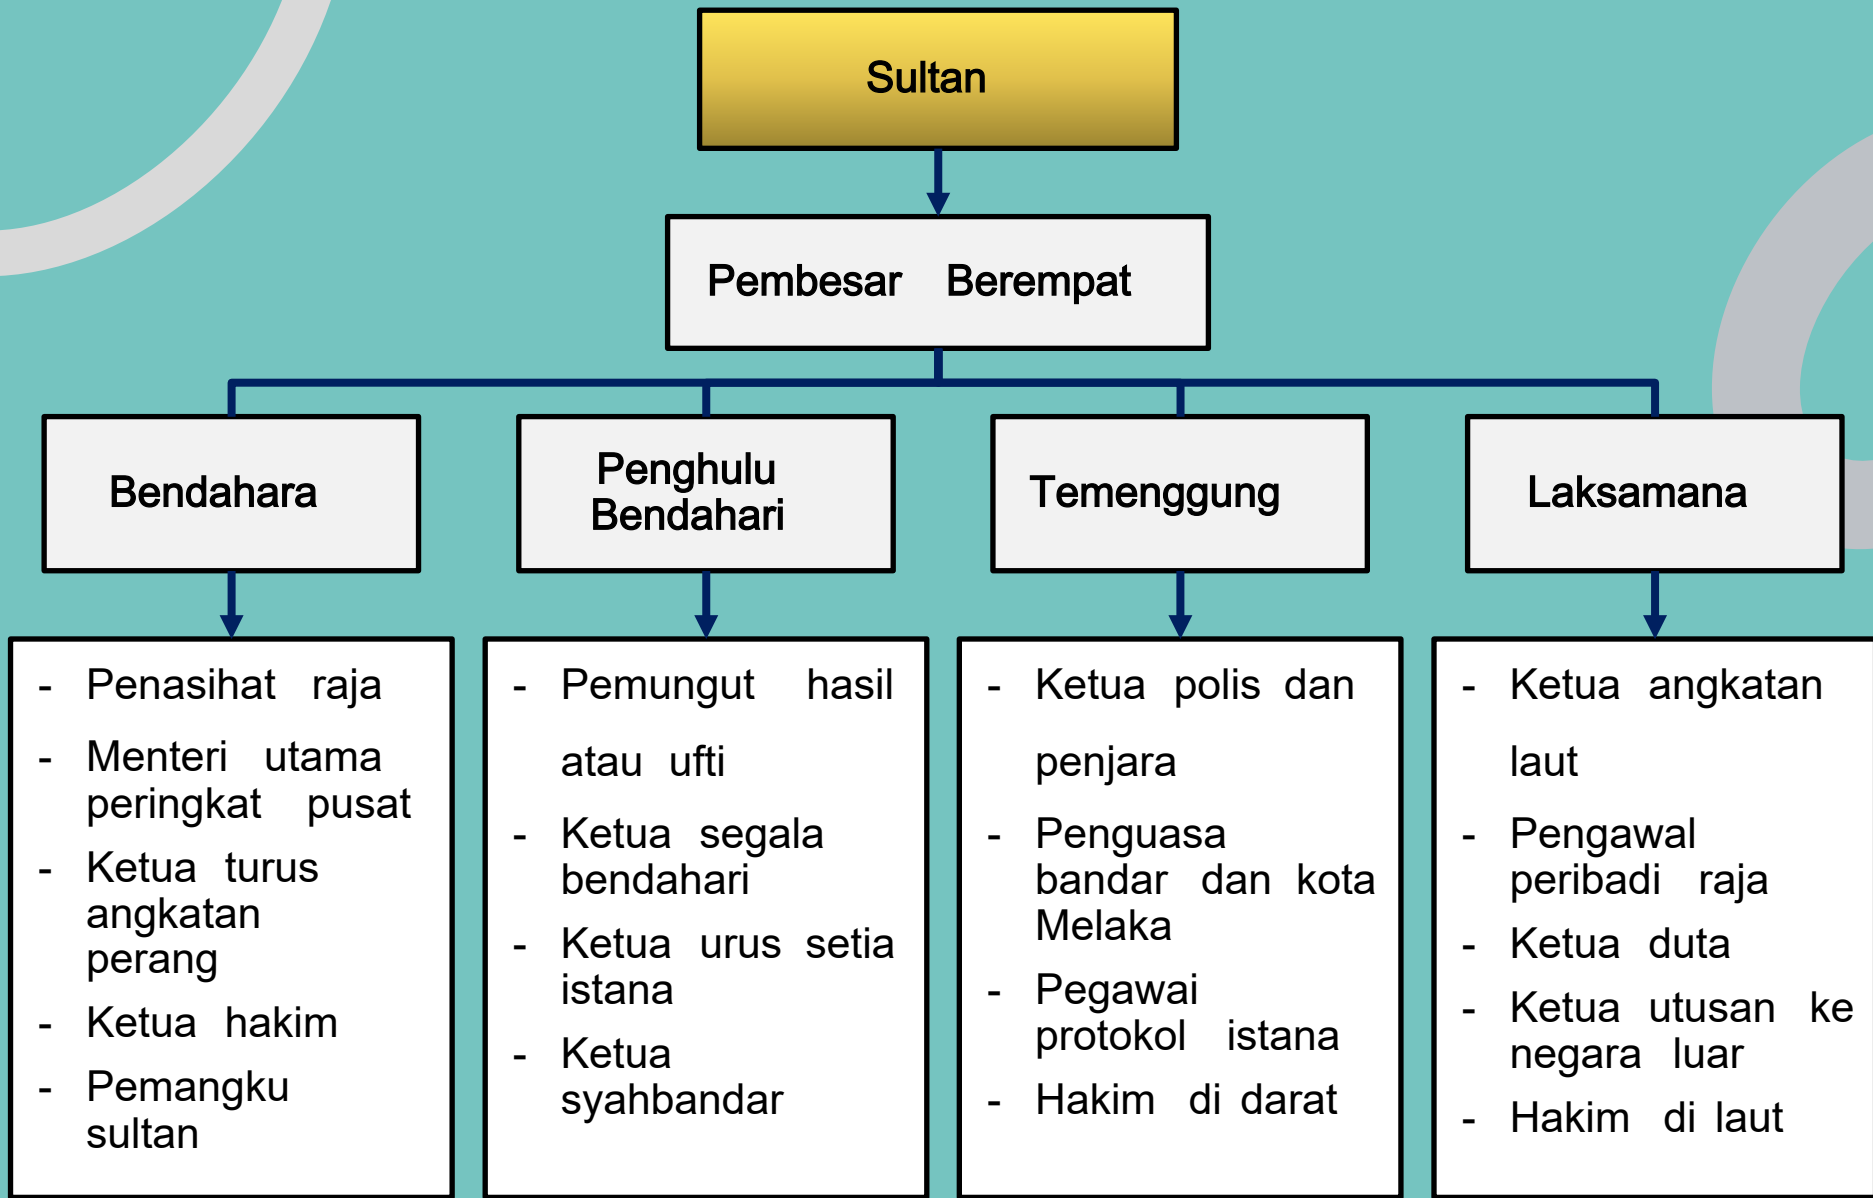 Sultan
Pembesar Berempat
Bendahara
Penghulu
Bendahari
Temenggung
Laksamana
- Penasihat raja
- Menteri utama
peringkat pusat
- Ketua turus
angkatan
perang
- Ketua hakim
- Pemangku
sultan
- Pemungut hasil
atau ufti
- Ketua segala
bendahari
- Ketua urus setia
istana
- Ketua
syahbandar
- Ketua polis dan
penjara
- Penguasa
bandar dan kota
Melaka
- Pegawai
protokol istana
- Hakim di darat
- Ketua angkatan
laut
- Pengawal
peribadi raja
- Ketua duta
- Ketua utusan ke
negara luar
- Hakim di laut